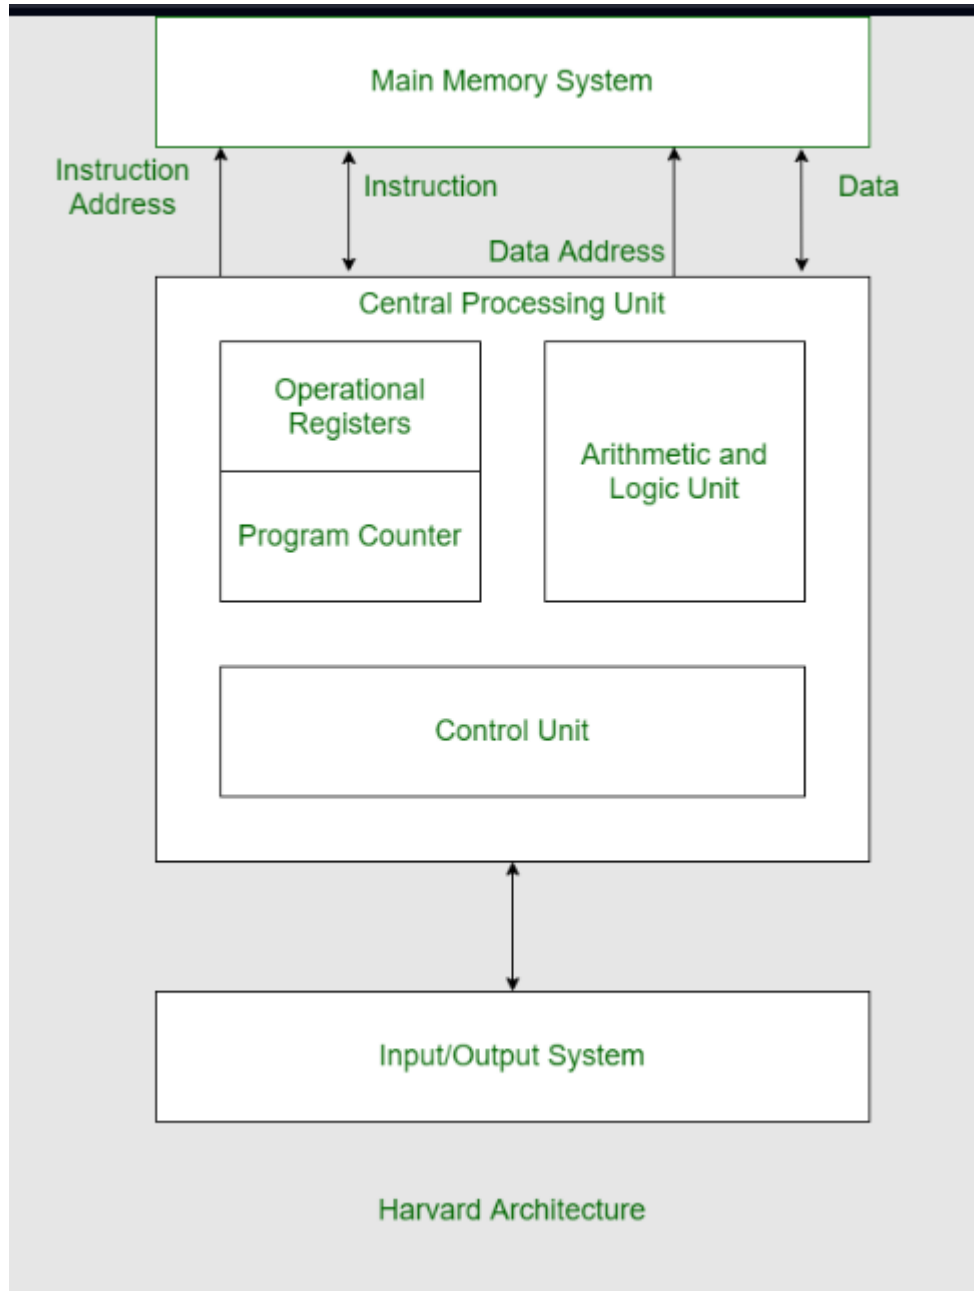 Main Memory System
Instruction
Address
Instruction
Data
Data Address
Central Processing Unit
Operational
Registers
Arithmetic and
Logic Unit
Program Counter
Control Unit
Input/Output System
Harvard Architecture